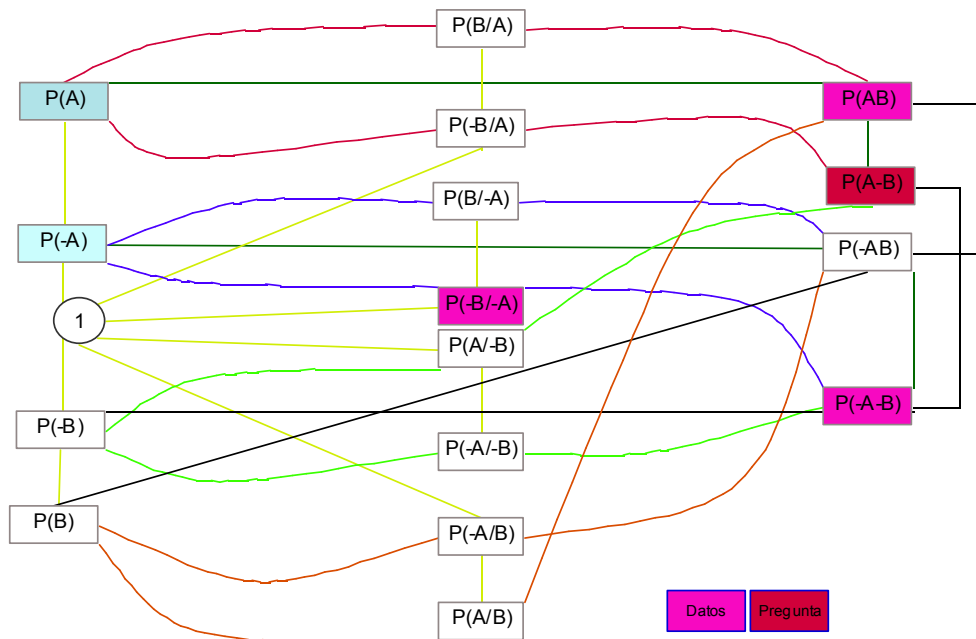 P(B/A)
P(A)
P(AB)
P(-B/A)
P(A-B)
P(B/-A)
P(-A)
P(-AB)
P(-B/-A)
1
P(A/-B)
P(-A-B)
P(-B)
P(-A/-B)
P(B)
P(-A/B)
P(A/B)
Datos
Pregunta